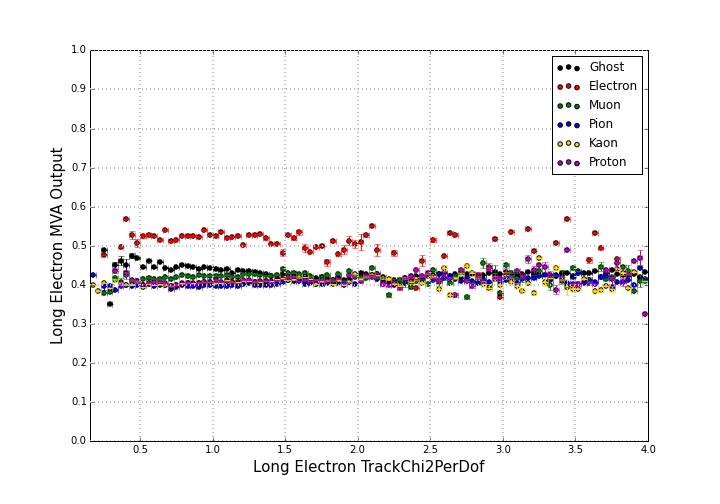 1.0
0.9
0.8
0.7
0.6
0.5
0.4
0.3
0.2
0.1
0.0
Long Electron MVA Output
Ghost
Electron
Muon
Pion
Kaon
Proton
0.5 1.0 1.5 2.0 2.5 3.0 3.5 4.0
Long Electron TrackChi2PerDof